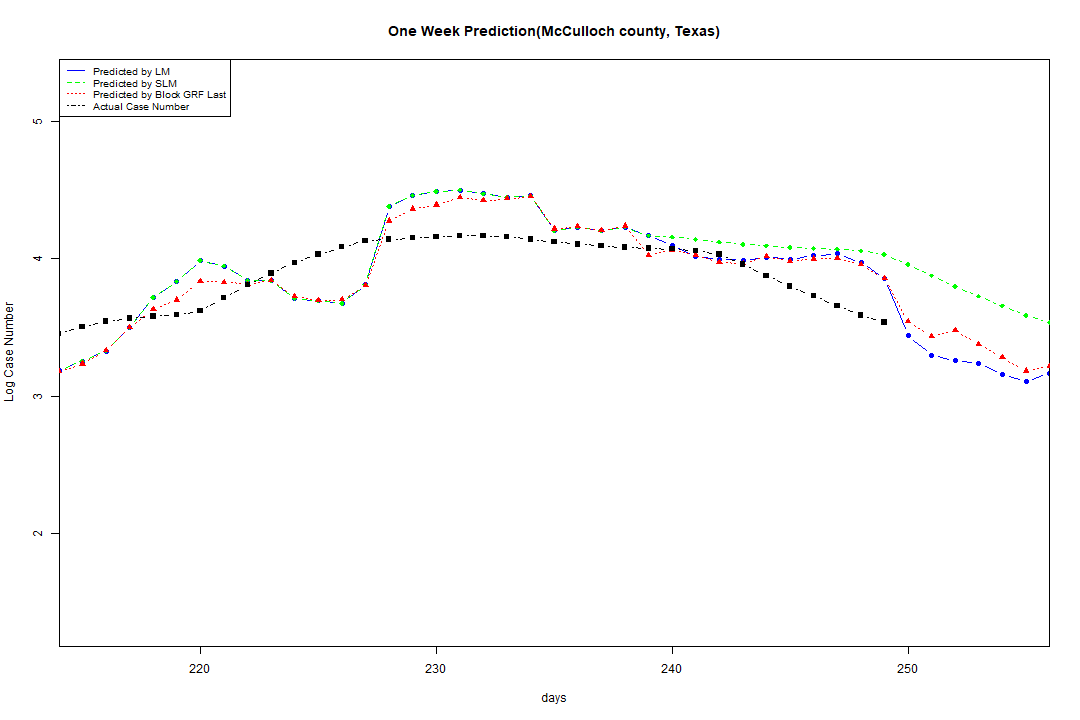 One Week Prediction(McCulloch county, Texas)
Predicted by LM
Predicted by SLM
Predicted by Block GRF Last
Actual Case Number
5
4
3
2
Log Case Number
220 230 240 250
days